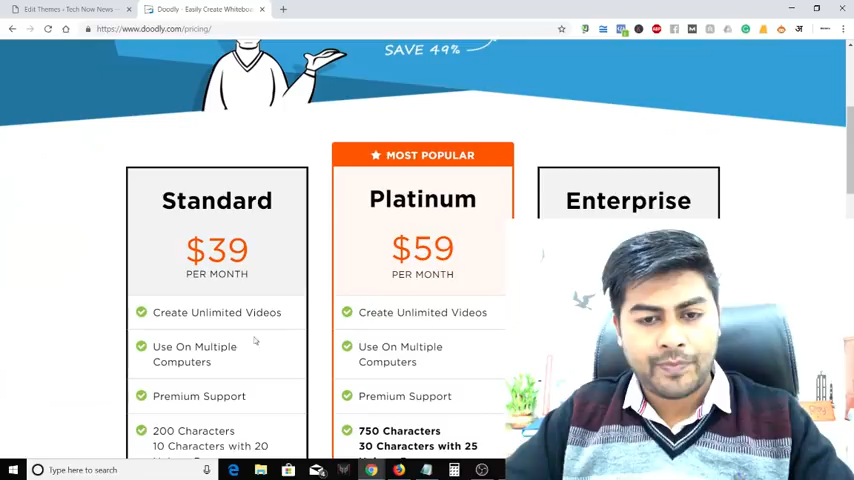 Edit Themes ‹ Tech Now News —
Doodly - Easily Create Whiteboa
https://www.doodly.com/pricing/
SAVE 49%
MOST POPULAR
Standard
Platinum
Enterprise
$39
$59
PER MONTH
PER MONTH
Create Unlimited Videos
Create Unlimited Videos
Use On Multiple
Computers
Use On Multiple
Computers
Premium Support
Premium Support
200 Characters
10 Characters with 20
750 Characters
30 Characters with 25
Type here to search